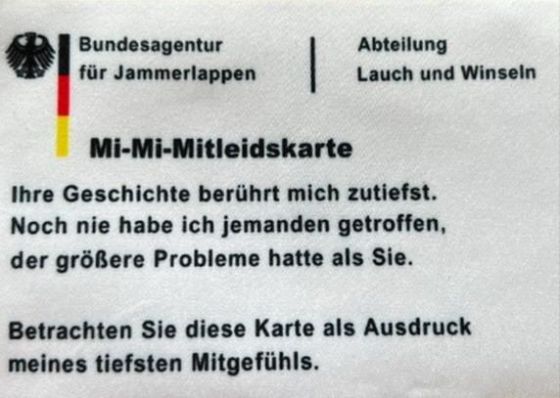 Bundesagentur
für Jammerlappen
Abteilung
Lauch und Winseln
Mi-Mi-Mitleidskarte
Ihre Geschichte berührt mich zutiefst.
Noch nie habe ich jemanden getroffen,
der größere Probleme hatte als Sie.
Betrachten Sie diese Karte als Ausdruck
meines tiefsten Mitgefühls.